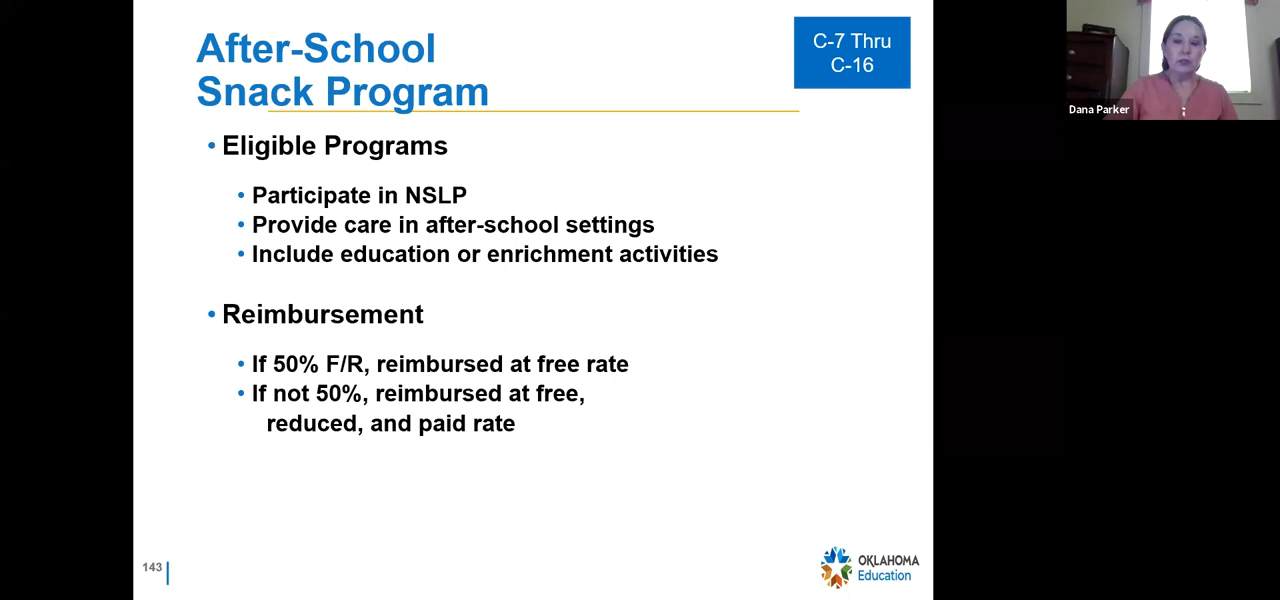 After-School
Snack Program
C-7 Thru
C-16
• Eligible Programs
• Participate in NSLP
• Provide care in after-school settings
• Include education or enrichment activities
• Reimbursement
• If 50% F/R, reimbursed at free rate
• If not 50%, reimbursed at free,
reduced, and paid rate
143
OKLAHOMA
Education
Dana Parker